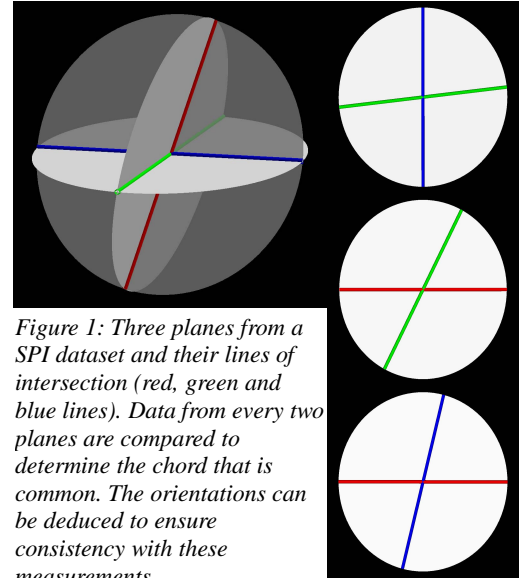 Figure 1: Three planes from a
SPI dataset and their lines of
intersection (red, green and
blue lines). Data from every two
planes are compared to
determine the chord that is
common. The orientations can
be deduced to ensure
consistency with these
measurements